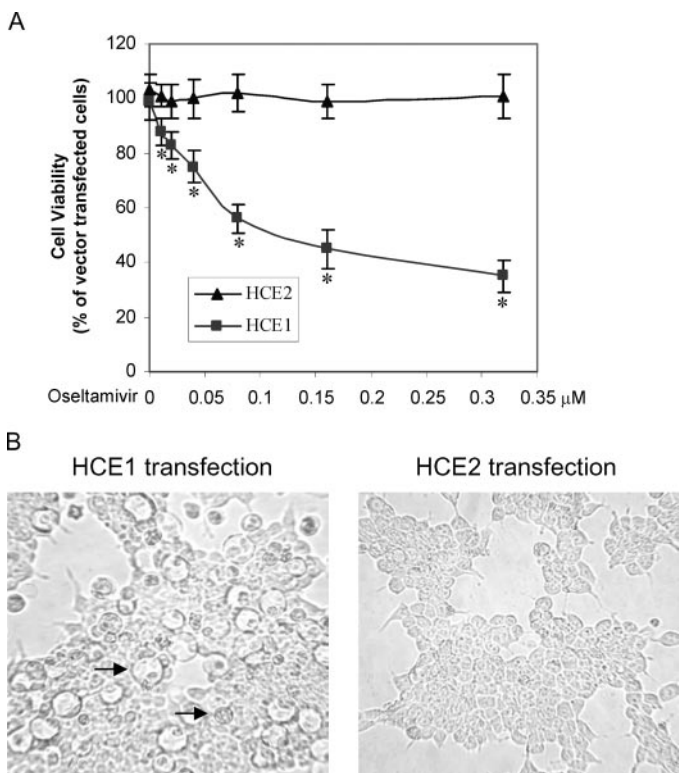 A
120
100
80
60
40
20
0
Cell Viability
(% of vector transfected cells)
* * * * * *
HCE2
HCE1
Oseltamivir 0 0.05 0.1 0.15 0.2 0.25 0.3 0.35 μM
B
HCE1 transfection HCE2 transfection